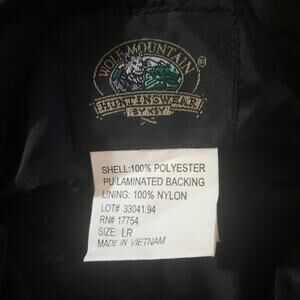 WOLF MOUNTAIN
®
HUNTINGWEAR
BY KEY
SHELL:100% POLYESTER
PU LAMINATED BACKING
LINING: 100% NYLON
LOT# 33041.94
RN# 17754
SIZE: LR
MADE IN VIETNAM